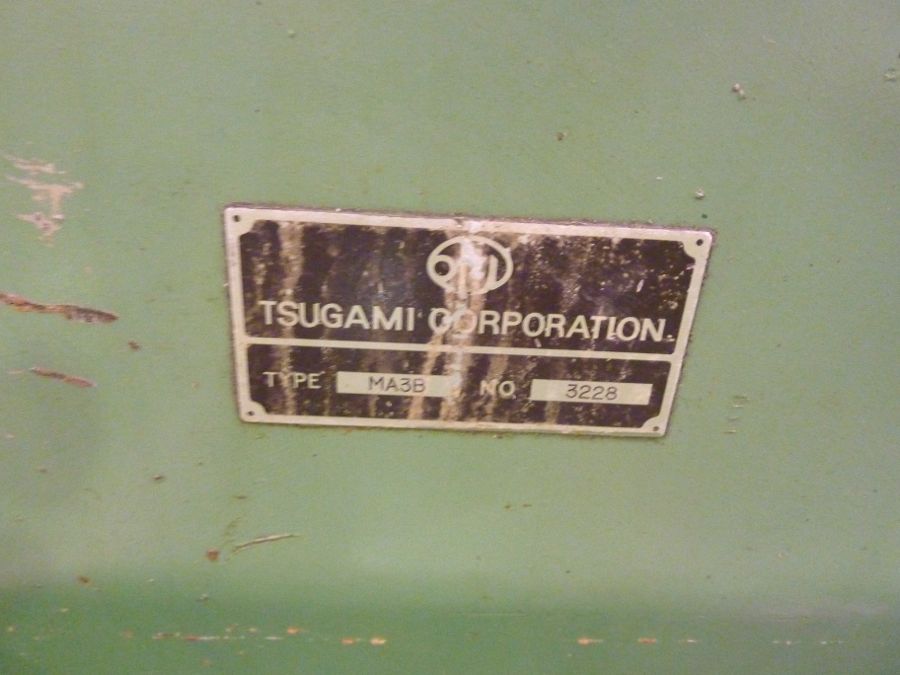 TSUGAMI CORPORATION.
TYPE MA3B NO. 3228